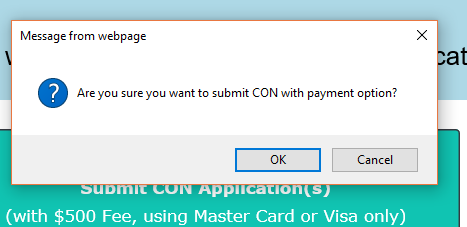 Message from webpage
cat
Are you sure you want to submit CON with payment option?
OK
Cancel
Submit CON Application(s)
(with $500 Fee, using Master Card or Visa only)